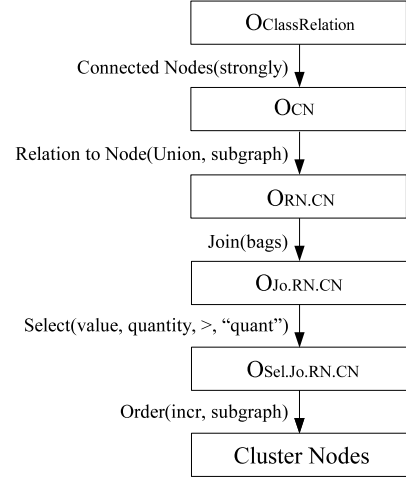 OClassRelation
Connected Nodes(strongly)
OCN
Relation to Node(Union, subgraph)
ORN.CN
Join(bags)
OJo.RN.CN
Select(value, quantity, >, “quant”)
OSel.Jo.RN.CN
Order(incr, subgraph)
Cluster Nodes